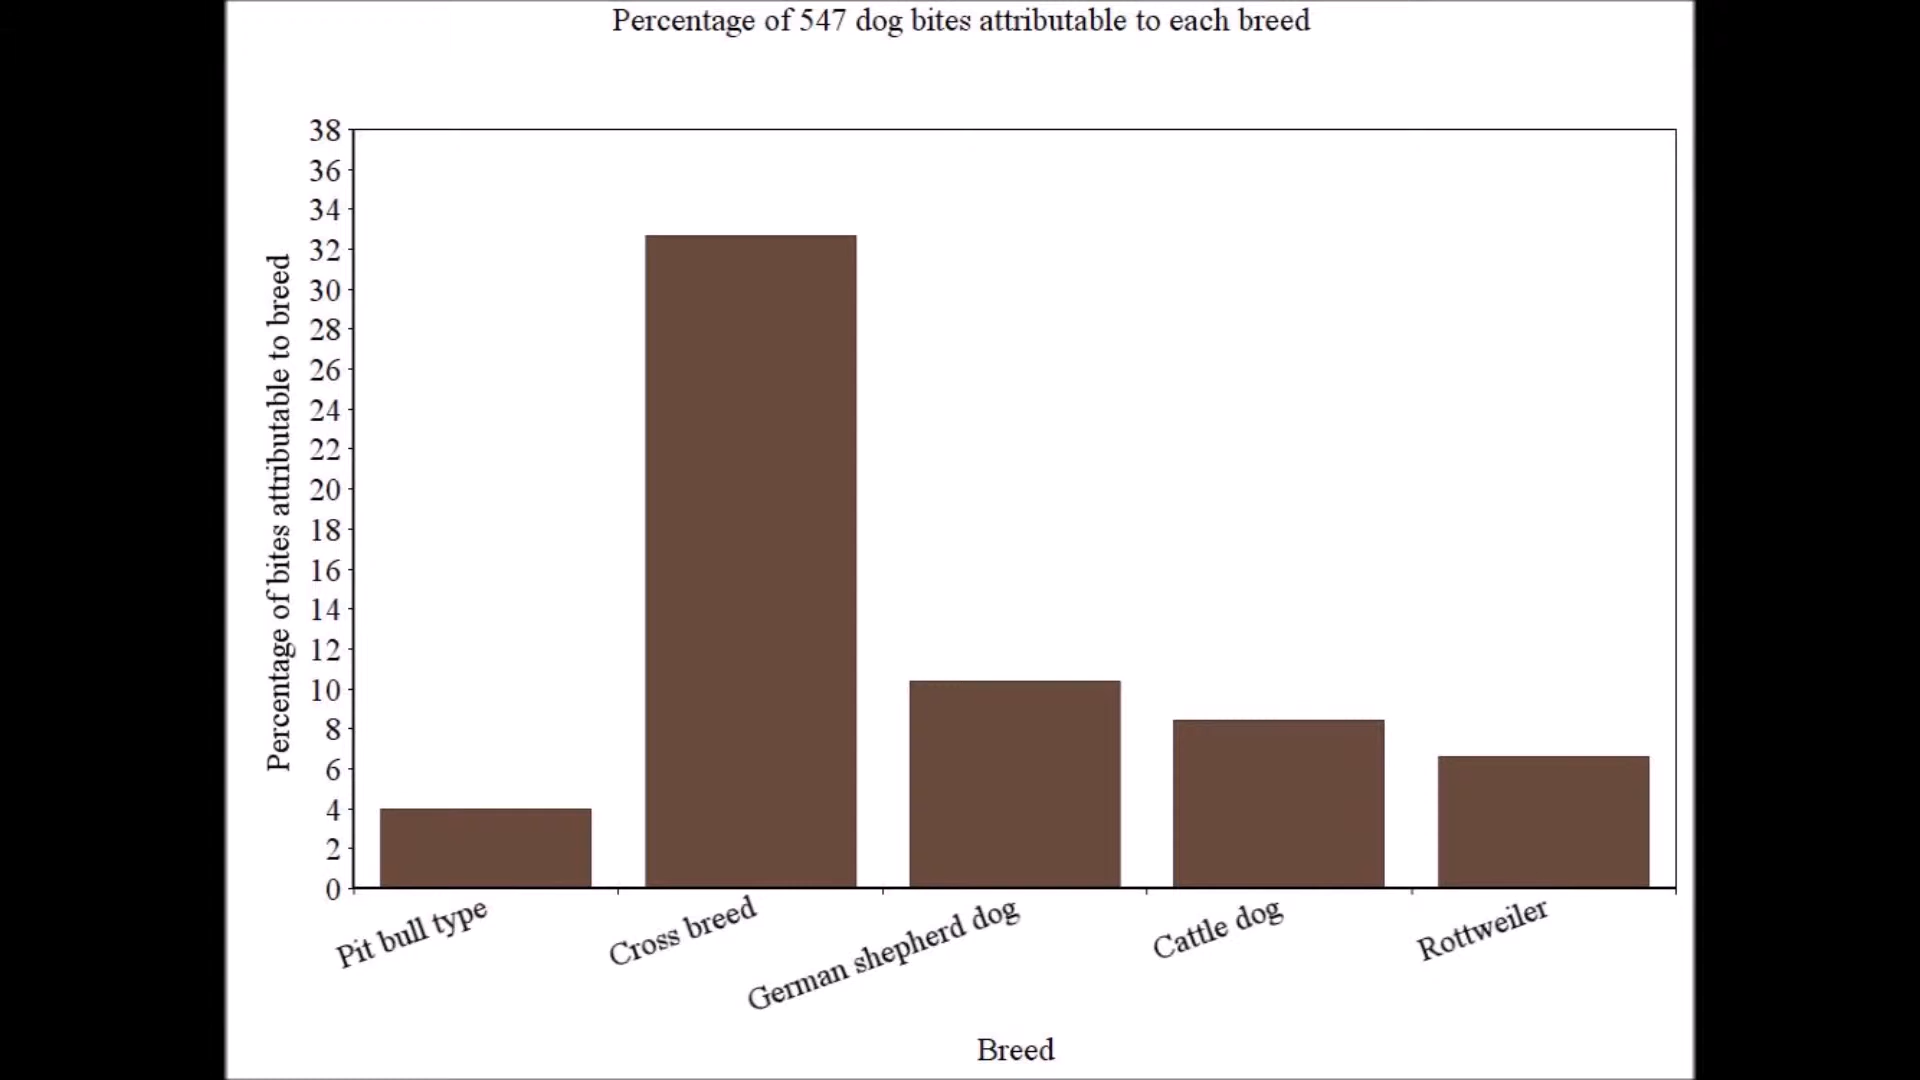 Percentage of 547 dog bites attributable to each breed
Percentage of bites attributable to breed
38
36
34
32
30
28
26
24
22
20
18
16
14
12
10
8
6
4
2
0
Pit bull type
Cross breed
German shepherd dog
Cattle dog
Rottweiler
Breed